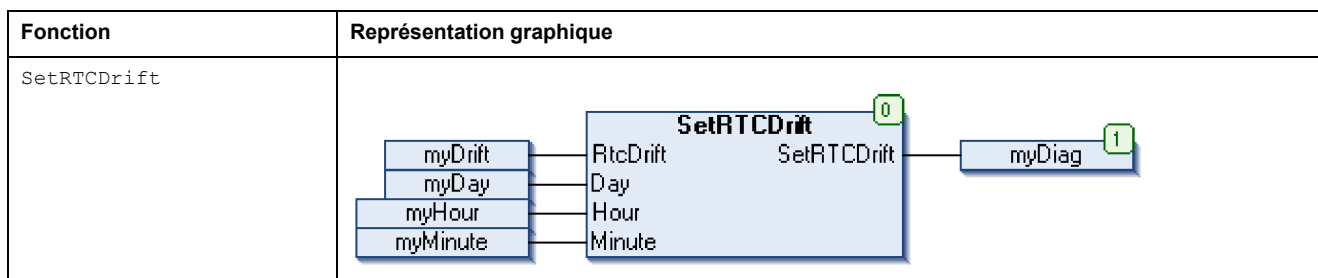 Fonction Représentation graphique
SetRTCDrift
0
SetRTCDrift
1
myDrift RtcDrift SetRTCDrift myDiag
myDay Day
myHour Hour
myMinute Minute